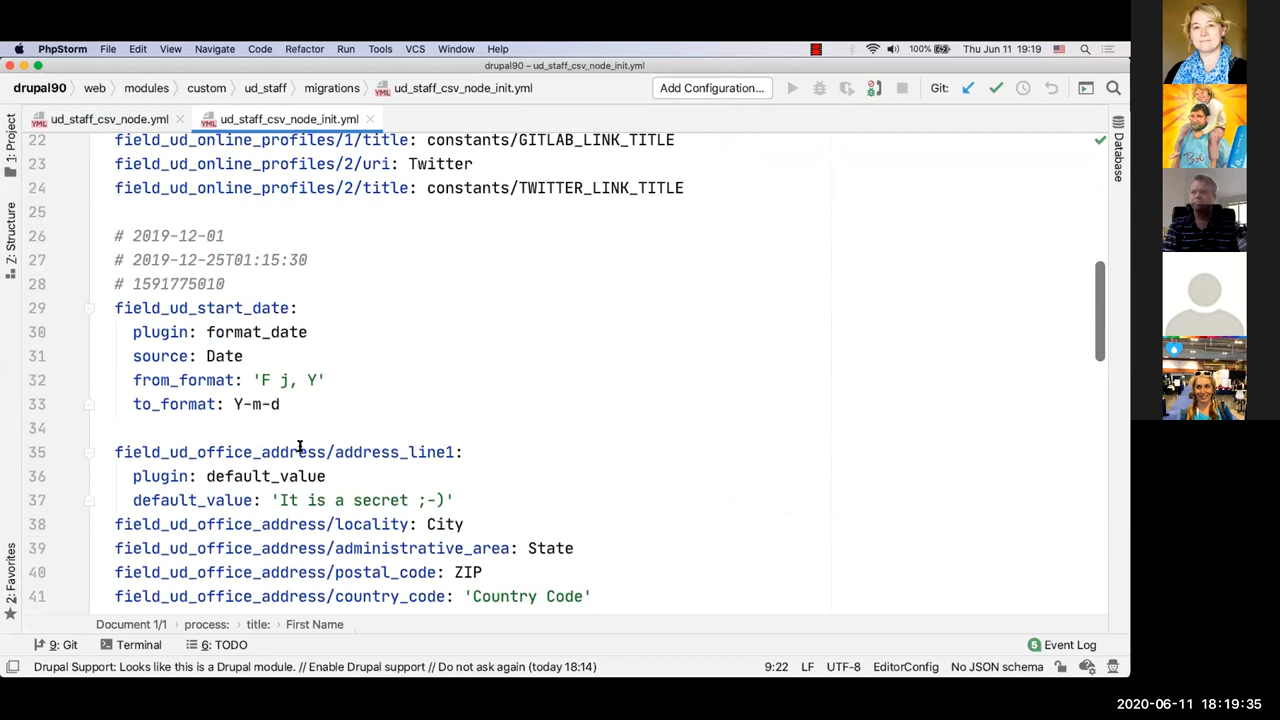 PhpStorm File Edit View Navigate Code Refactor Run Tools VCS Window Help 100% Thu Jun 11 19:19
drupal90 – ud_staff_csv_node_init.yml
drupal90 web modules custom ud_staff migrations ud_staff_csv_node_init.yml Add Configuration... Git:
ud_staff_csv_node.yml ud_staff_csv_node_init.yml
1: Project
Z: Structure
2: Favorites
Database
22 field_ud_online_profiles/1/title: constants/GITLAB_LINK_TITLE
23 field_ud_online_profiles/2/uri: Twitter
24 field_ud_online_profiles/2/title: constants/TWITTER_LINK_TITLE
25
26 # 2019-12-01
27 # 2019-12-25T01:15:30
28 # 1591775010
29 field_ud_start_date:
30 plugin: format_date
31 source: Date
32 from_format: 'F j, Y'
33 to_format: Y-m-d
34
35 field_ud_office_address/address_line1:
36 plugin: default_value
37 default_value: 'It is a secret ;-)'
38 field_ud_office_address/locality: City
39 field_ud_office_address/administrative_area: State
40 field_ud_office_address/postal_code: ZIP
41 field_ud_office_address/country_code: 'Country Code'
Document 1/1 process: title: First Name
9: Git Terminal 6: TODO 5 Event Log
Drupal Support: Looks like this is a Drupal module. // Enable Drupal support // Do not ask again (today 18:14) 9:22 LF UTF-8 EditorConfig No JSON schema
2020-06-11 18:19:35